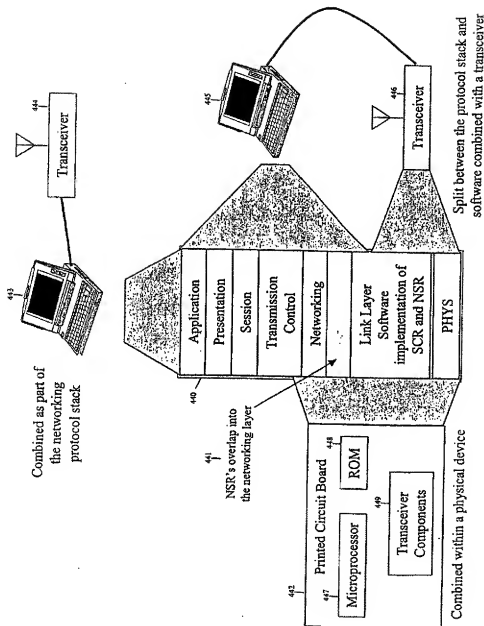 Combined as part of
the networking
protocol stack
443
444
Transceiver
440
Application
Presentation
Session
Transmission
Control
Networking
Link Layer
Software
implementation of
SCR and NSR
PHYS
441
NSR's overlap into
the networking layer
442
Printed Circuit Board
447
Microprocessor
448
ROM
449
Transceiver
Components
Combined within a physical device
445
446
Transceiver
Split between the protocol stack and
software combined with a transceiver